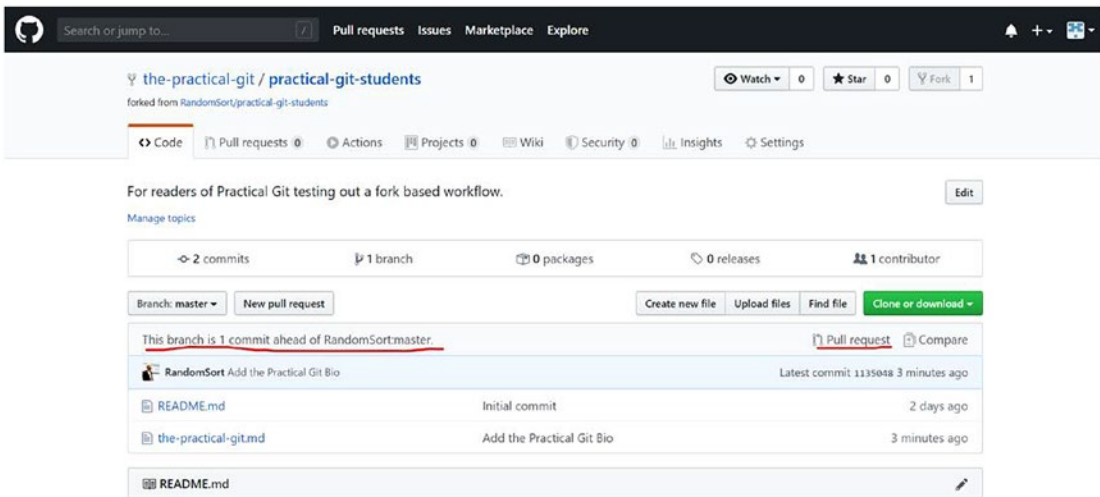 Search or jump to... / Pull requests Issues Marketplace Explore
the-practical-git / practical-git-students Watch 0 Star 0 Fork 1
forked from RandomSort/practical-git-students
Code Pull requests 0 Actions Projects 0 Wiki Security 0 Insights Settings
For readers of Practical Git testing out a fork based workflow. Edit
Manage topics
2 commits 1 branch 0 packages 0 releases 1 contributor
Branch: master New pull request Create new file Upload files Find file Clone or download
This branch is 1 commit ahead of RandomSort:master. Pull request Compare
RandomSort Add the Practical Git Bio Latest commit 1135048 3 minutes ago
README.md Initial commit 2 days ago
the-practical-git.md Add the Practical Git Bio 3 minutes ago
README.md